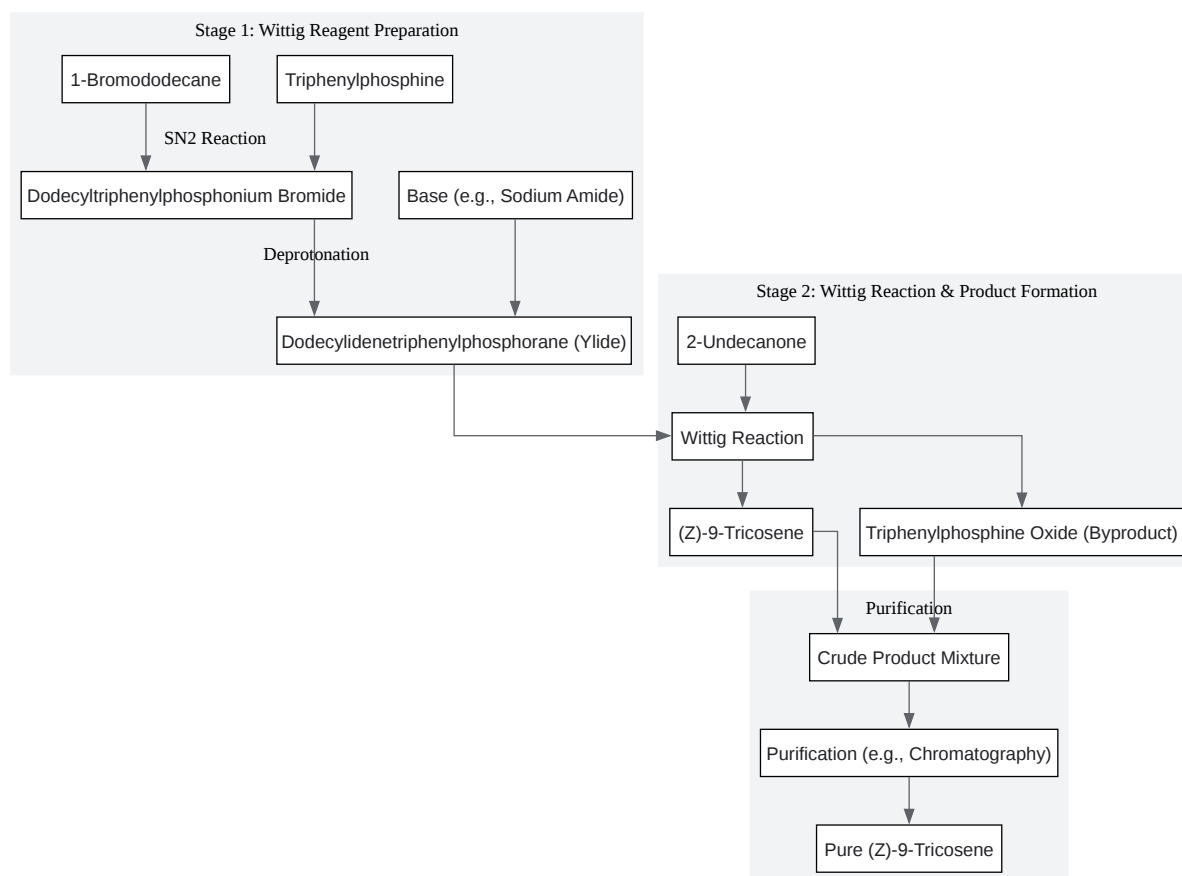 Stage 1: Wittig Reagent Preparation
1-Bromododecane
Triphenylphosphine
SN2 Reaction
Dodecyltriphenylphosphonium Bromide
Base (e.g., Sodium Amide)
Deprotonation
Dodecylidenetriphenylphosphorane (Ylide)
Stage 2: Wittig Reaction & Product Formation
2-Undecanone
Wittig Reaction
(Z)-9-Tricosene
Triphenylphosphine Oxide (Byproduct)
Purification
Crude Product Mixture
Purification (e.g., Chromatography)
Pure (Z)-9-Tricosene